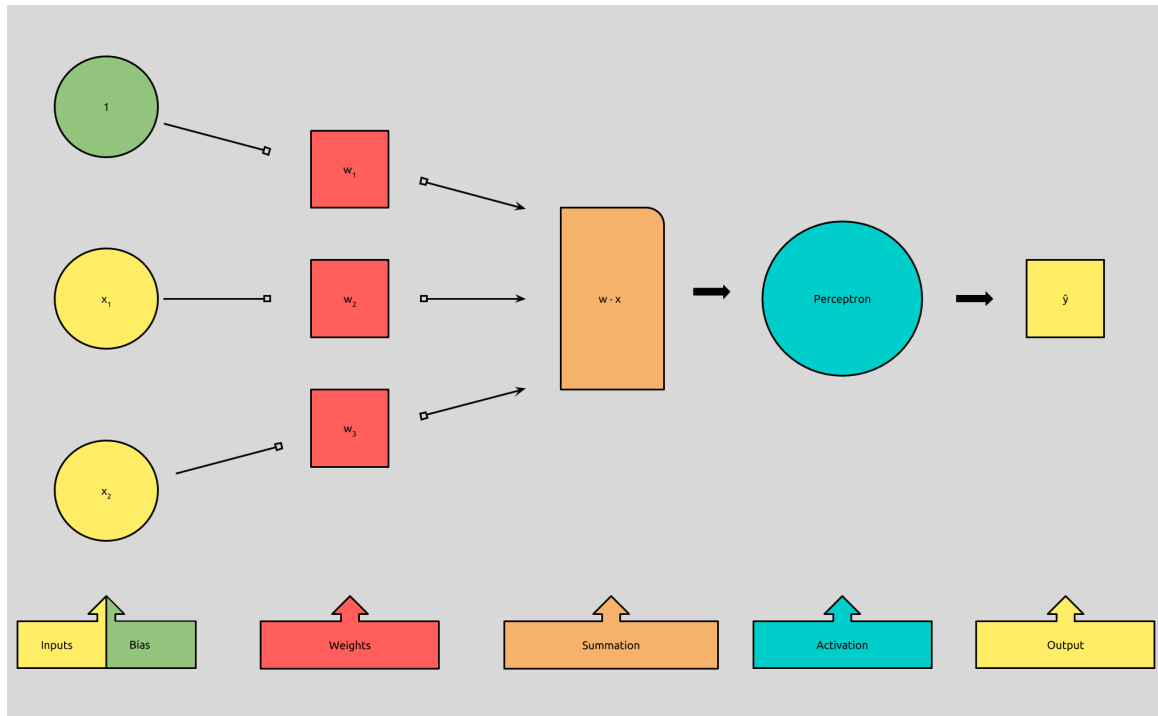 1
w₁
x₁
w₂
w · x
Perceptron
ŷ
w₃
x₂
Inputs
Bias
Weights
Summation
Activation
Output